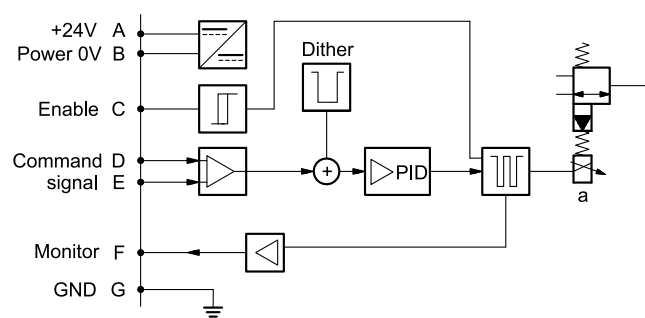 +24V A
Power 0V B
Dither
Enable C
Command D
signal E
+
PID
a
Monitor F
GND G